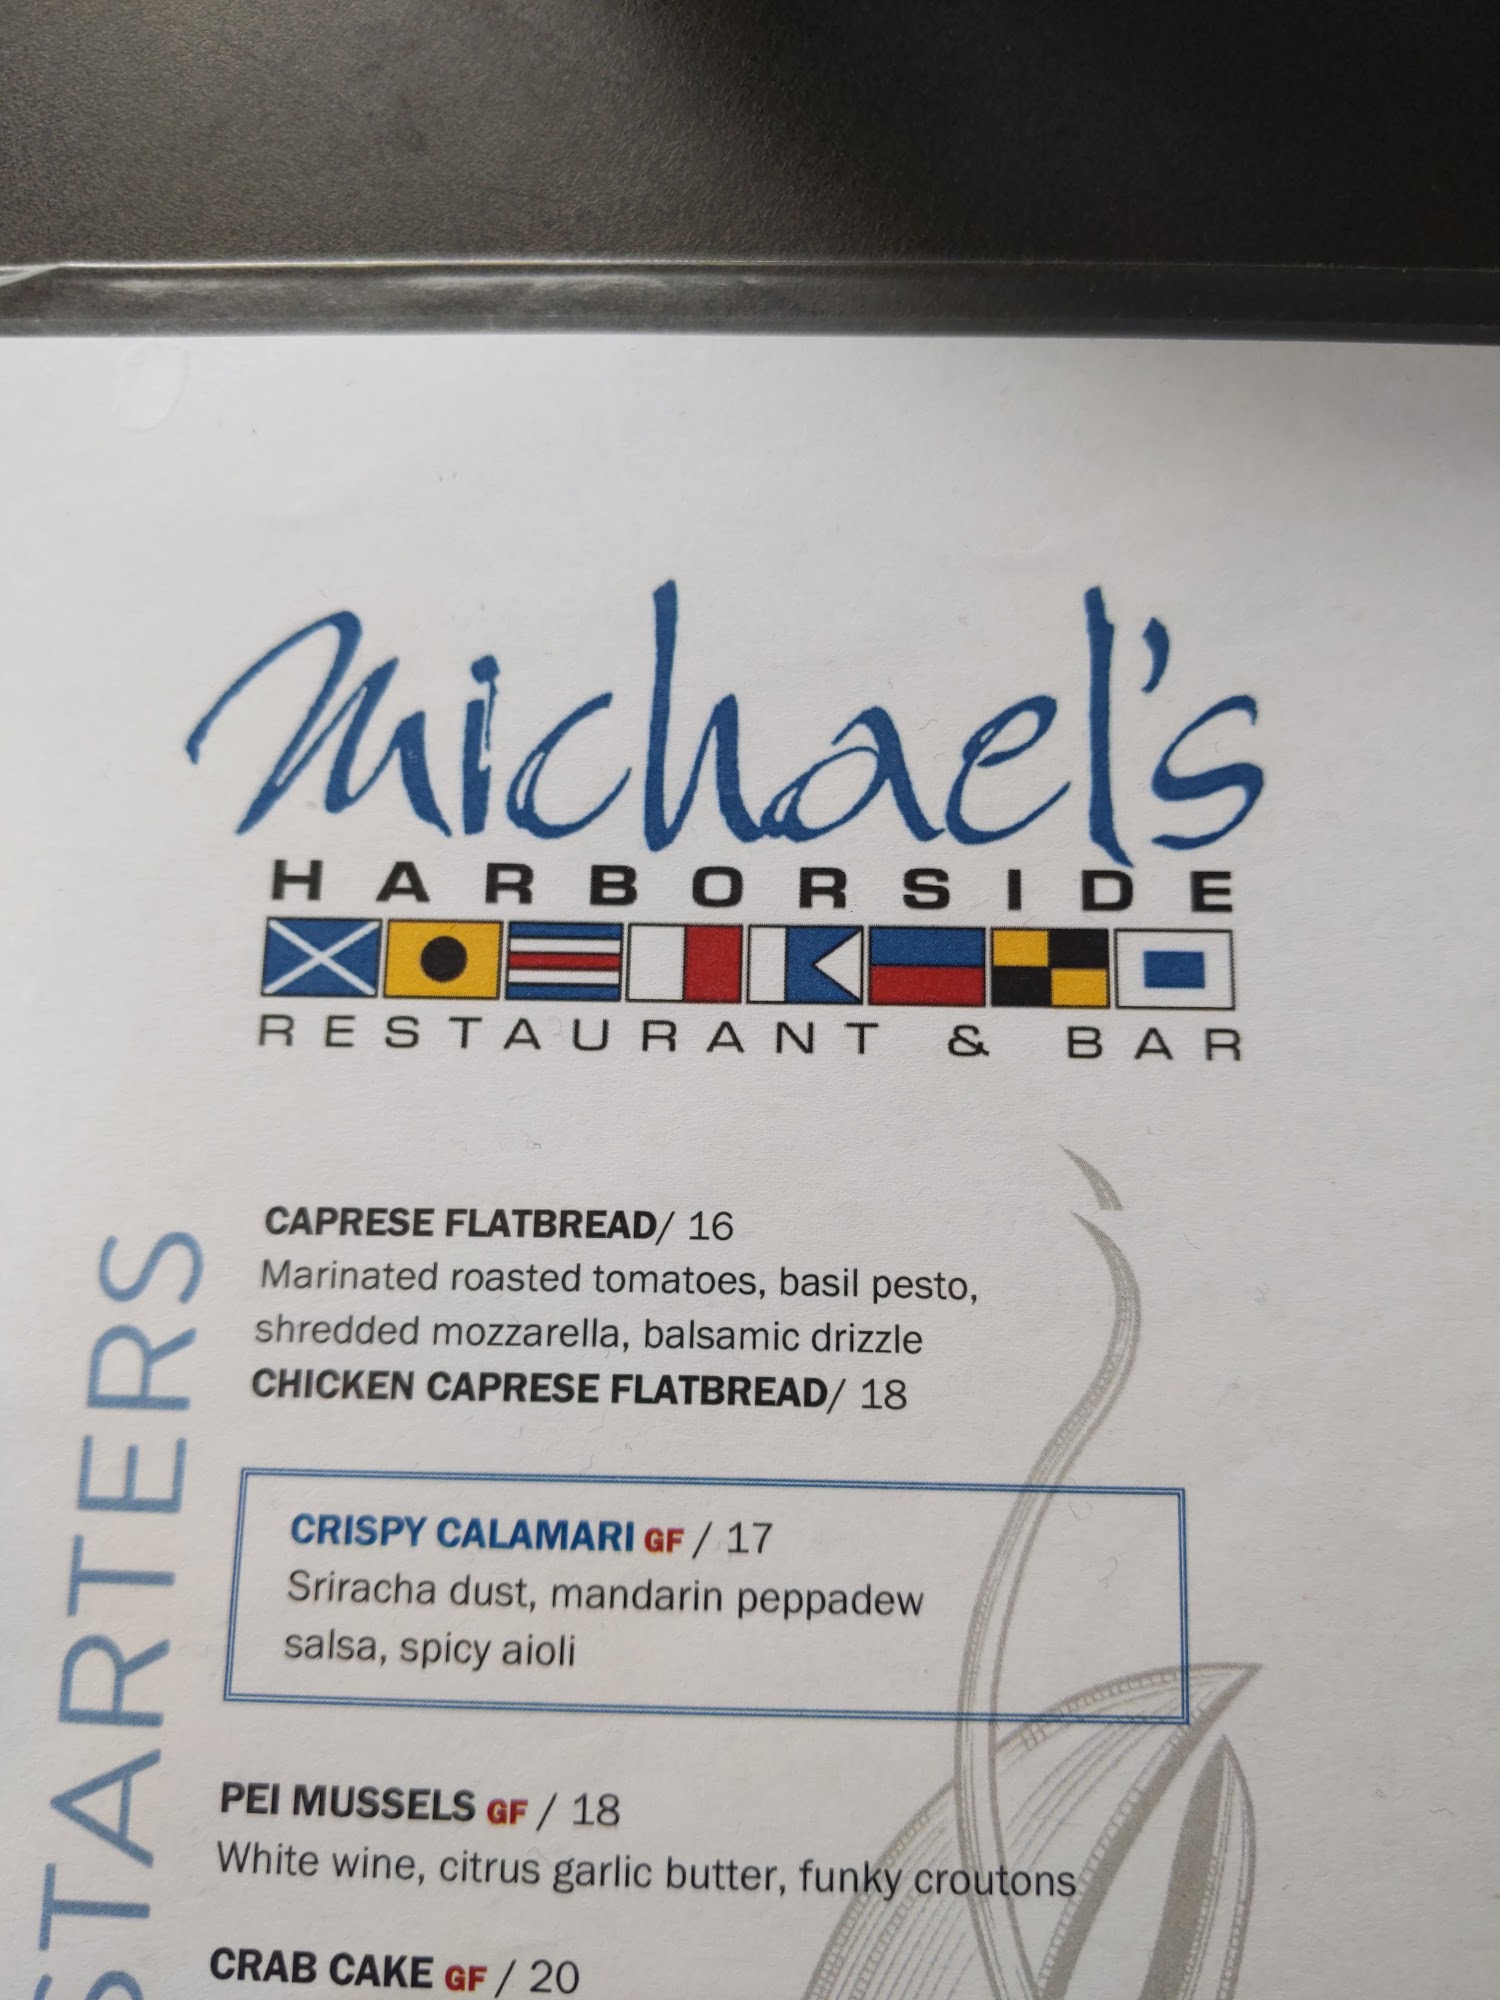 Michael's
HARBORSIDE
RESTAURANT & BAR
STARTERS
CAPRESE FLATBREAD/ 16
Marinated roasted tomatoes, basil pesto,
shredded mozzarella, balsamic drizzle
CHICKEN CAPRESE FLATBREAD/ 18
CRISPY CALAMARI GF / 17
Sriracha dust, mandarin peppadew
salsa, spicy aioli
PEI MUSSELS GF / 18
White wine, citrus garlic butter, funky croutons
CRAB CAKE GF / 20